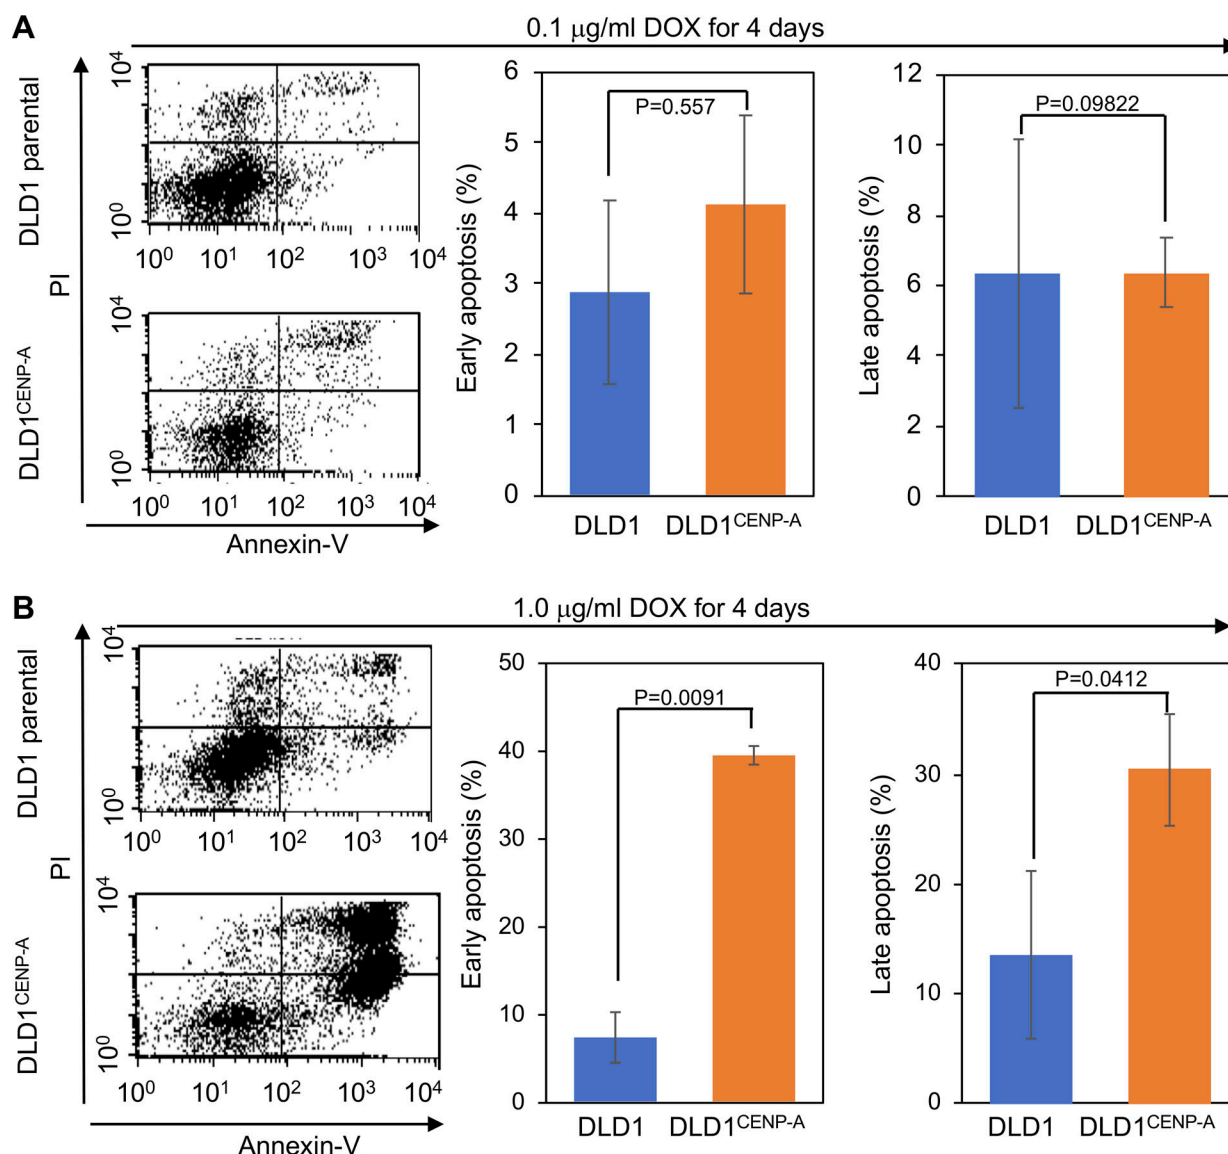 A
0.1 μg/ml DOX for 4 days
DLD1 parental
DLD1CENP-A
PI
10⁴
10⁰
10⁰ 10¹ 10² 10³ 10⁴
10⁴
10⁰
10⁰ 10¹ 10² 10³ 10⁴
Annexin-V
Early apoptosis (%)
6
5
4
3
2
1
0
P=0.557
DLD1 DLD1CENP-A
Late apoptosis (%)
12
10
8
6
4
2
0
P=0.09822
DLD1 DLD1CENP-A
B
1.0 μg/ml DOX for 4 days
DLD1 parental
DLD1CENP-A
PI
10⁴
10⁰
10⁰ 10¹ 10² 10³ 10⁴
10⁴
10⁰
10⁰ 10¹ 10² 10³ 10⁴
Annexin-V
Early apoptosis (%)
50
40
30
20
10
0
P=0.0091
DLD1 DLD1CENP-A
Late apoptosis (%)
40
30
20
10
0
P=0.0412
DLD1 DLD1CENP-A